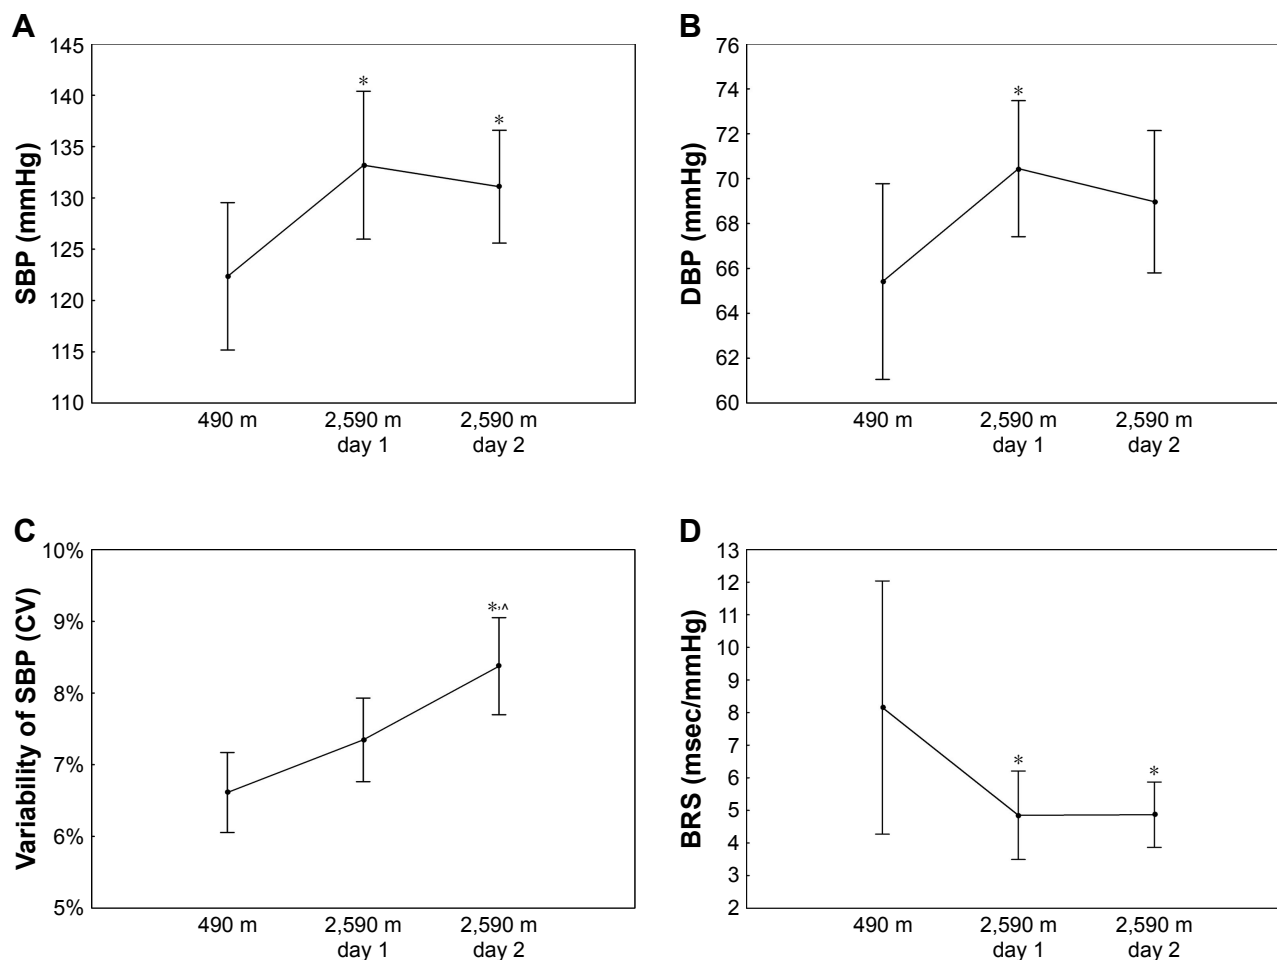 A
SBP (mmHg)
145
140
135
130
125
120
115
110
*
*
490 m
2,590 m
day 1
2,590 m
day 2
B
DBP (mmHg)
76
74
72
70
68
66
64
62
60
*
490 m
2,590 m
day 1
2,590 m
day 2
C
Variability of SBP (CV)
10%
9%
8%
7%
6%
5%
*,^
490 m
2,590 m
day 1
2,590 m
day 2
D
BRS (msec/mmHg)
13
12
11
10
9
8
7
6
5
4
3
2
*
*
490 m
2,590 m
day 1
2,590 m
day 2